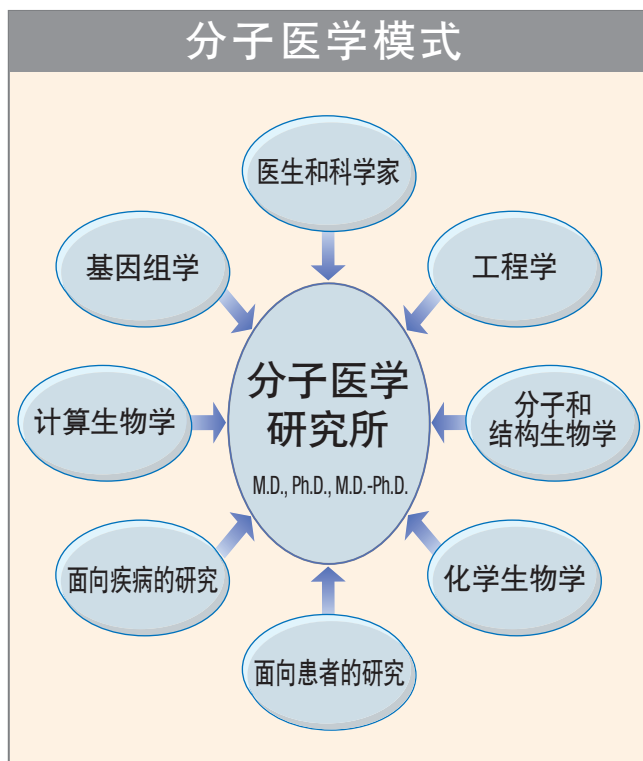 分子医学模式
医生和科学家
基因组学
工程学
分子医学
研究所
M.D., Ph.D., M.D.-Ph.D.
计算生物学
分子和
结构生物学
面向疾病的研究
化学生物学
面向患者的研究